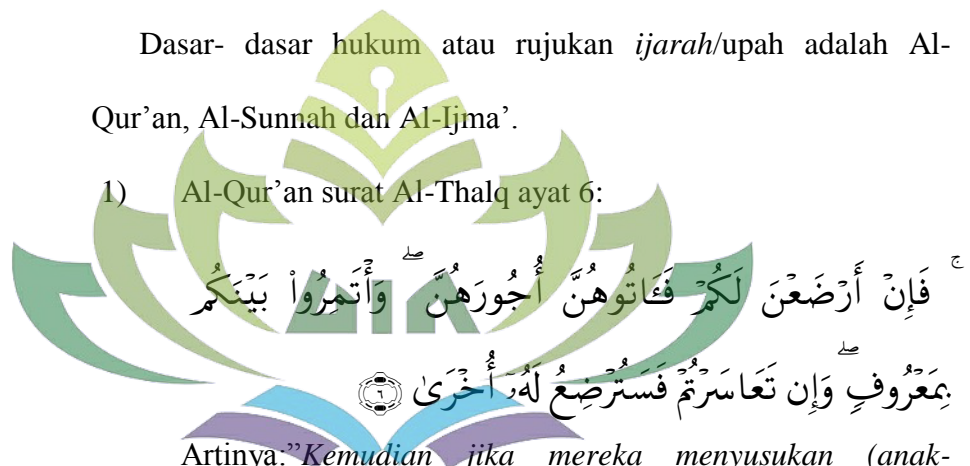 Dasar- dasar hukum atau rujukan ijarah/upah adalah Al-
Qur’an, Al-Sunnah dan Al-Ijma’.
1) Al-Qur’an surat Al-Thalq ayat 6:
ۚ فَإِنْ أَرْضَعْنَ لَكُمْ فَـَٔاتُوهُنَّ أُجُورَهُنَّ ۖ وَأْتَمِرُوا۟ بَيْنَكُم
بِمَعْرُوفٍ ۖ وَإِن تَعَاسَرْتُمْ فَسَتُرْضِعُ لَهُۥٓ أُخْرَىٰ ۝٦
Artinya:”Kemudian jika mereka menyusukan (anak-